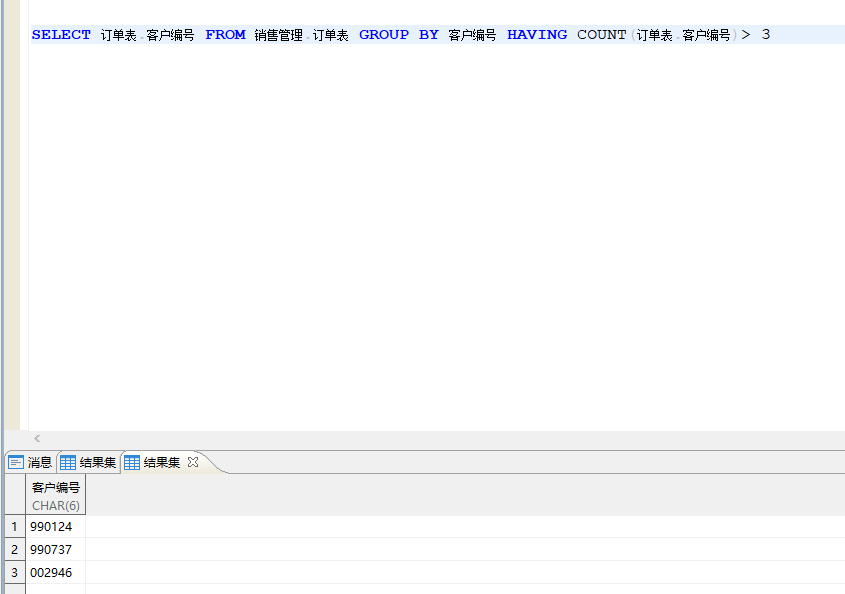 SELECT 订单表.客户编号 FROM 销售管理.订单表 GROUP BY 客户编号 HAVING COUNT(订单表.客户编号)> 3
消息 结果集 结果集
客户编号
CHAR(6)
1 990124
2 990737
3 002946